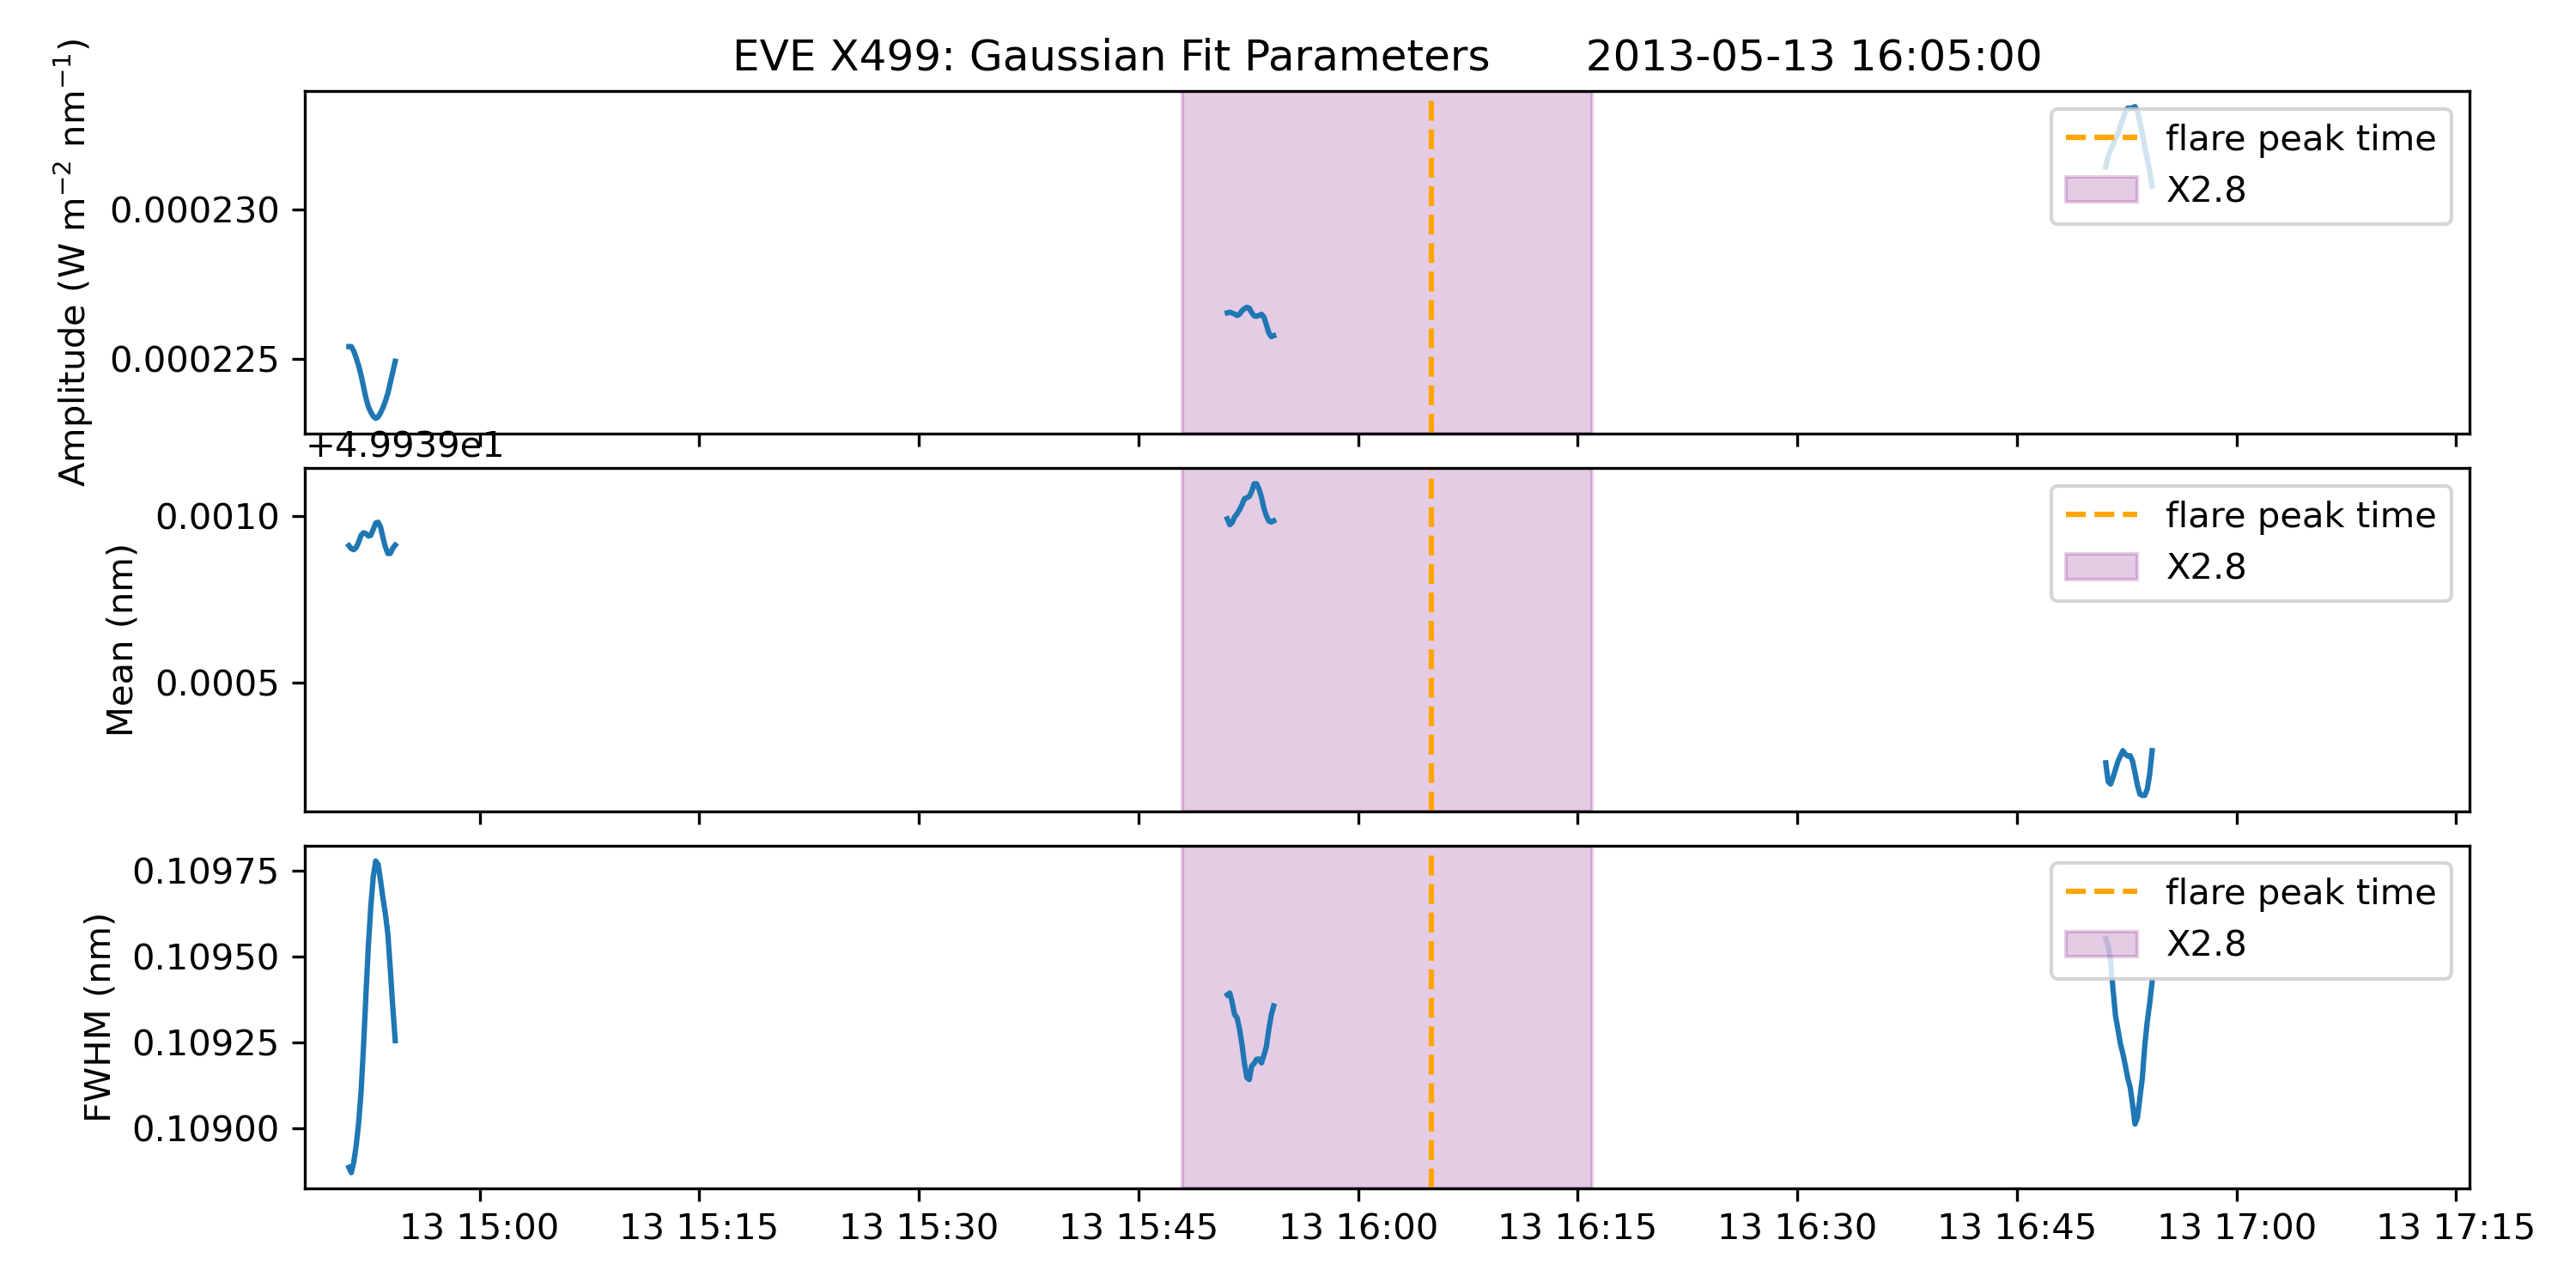 EVE X499: Gaussian Fit Parameters 2013-05-13 16:05:00
Amplitude (W m⁻² nm⁻¹)
0.000230
0.000225
flare peak time
X2.8
+4.9939e1
Mean (nm)
0.0010
0.0005
flare peak time
X2.8
FWHM (nm)
0.10975
0.10950
0.10925
0.10900
flare peak time
X2.8
13 15:00 13 15:15 13 15:30 13 15:45 13 16:00 13 16:15 13 16:30 13 16:45 13 17:00 13 17:15